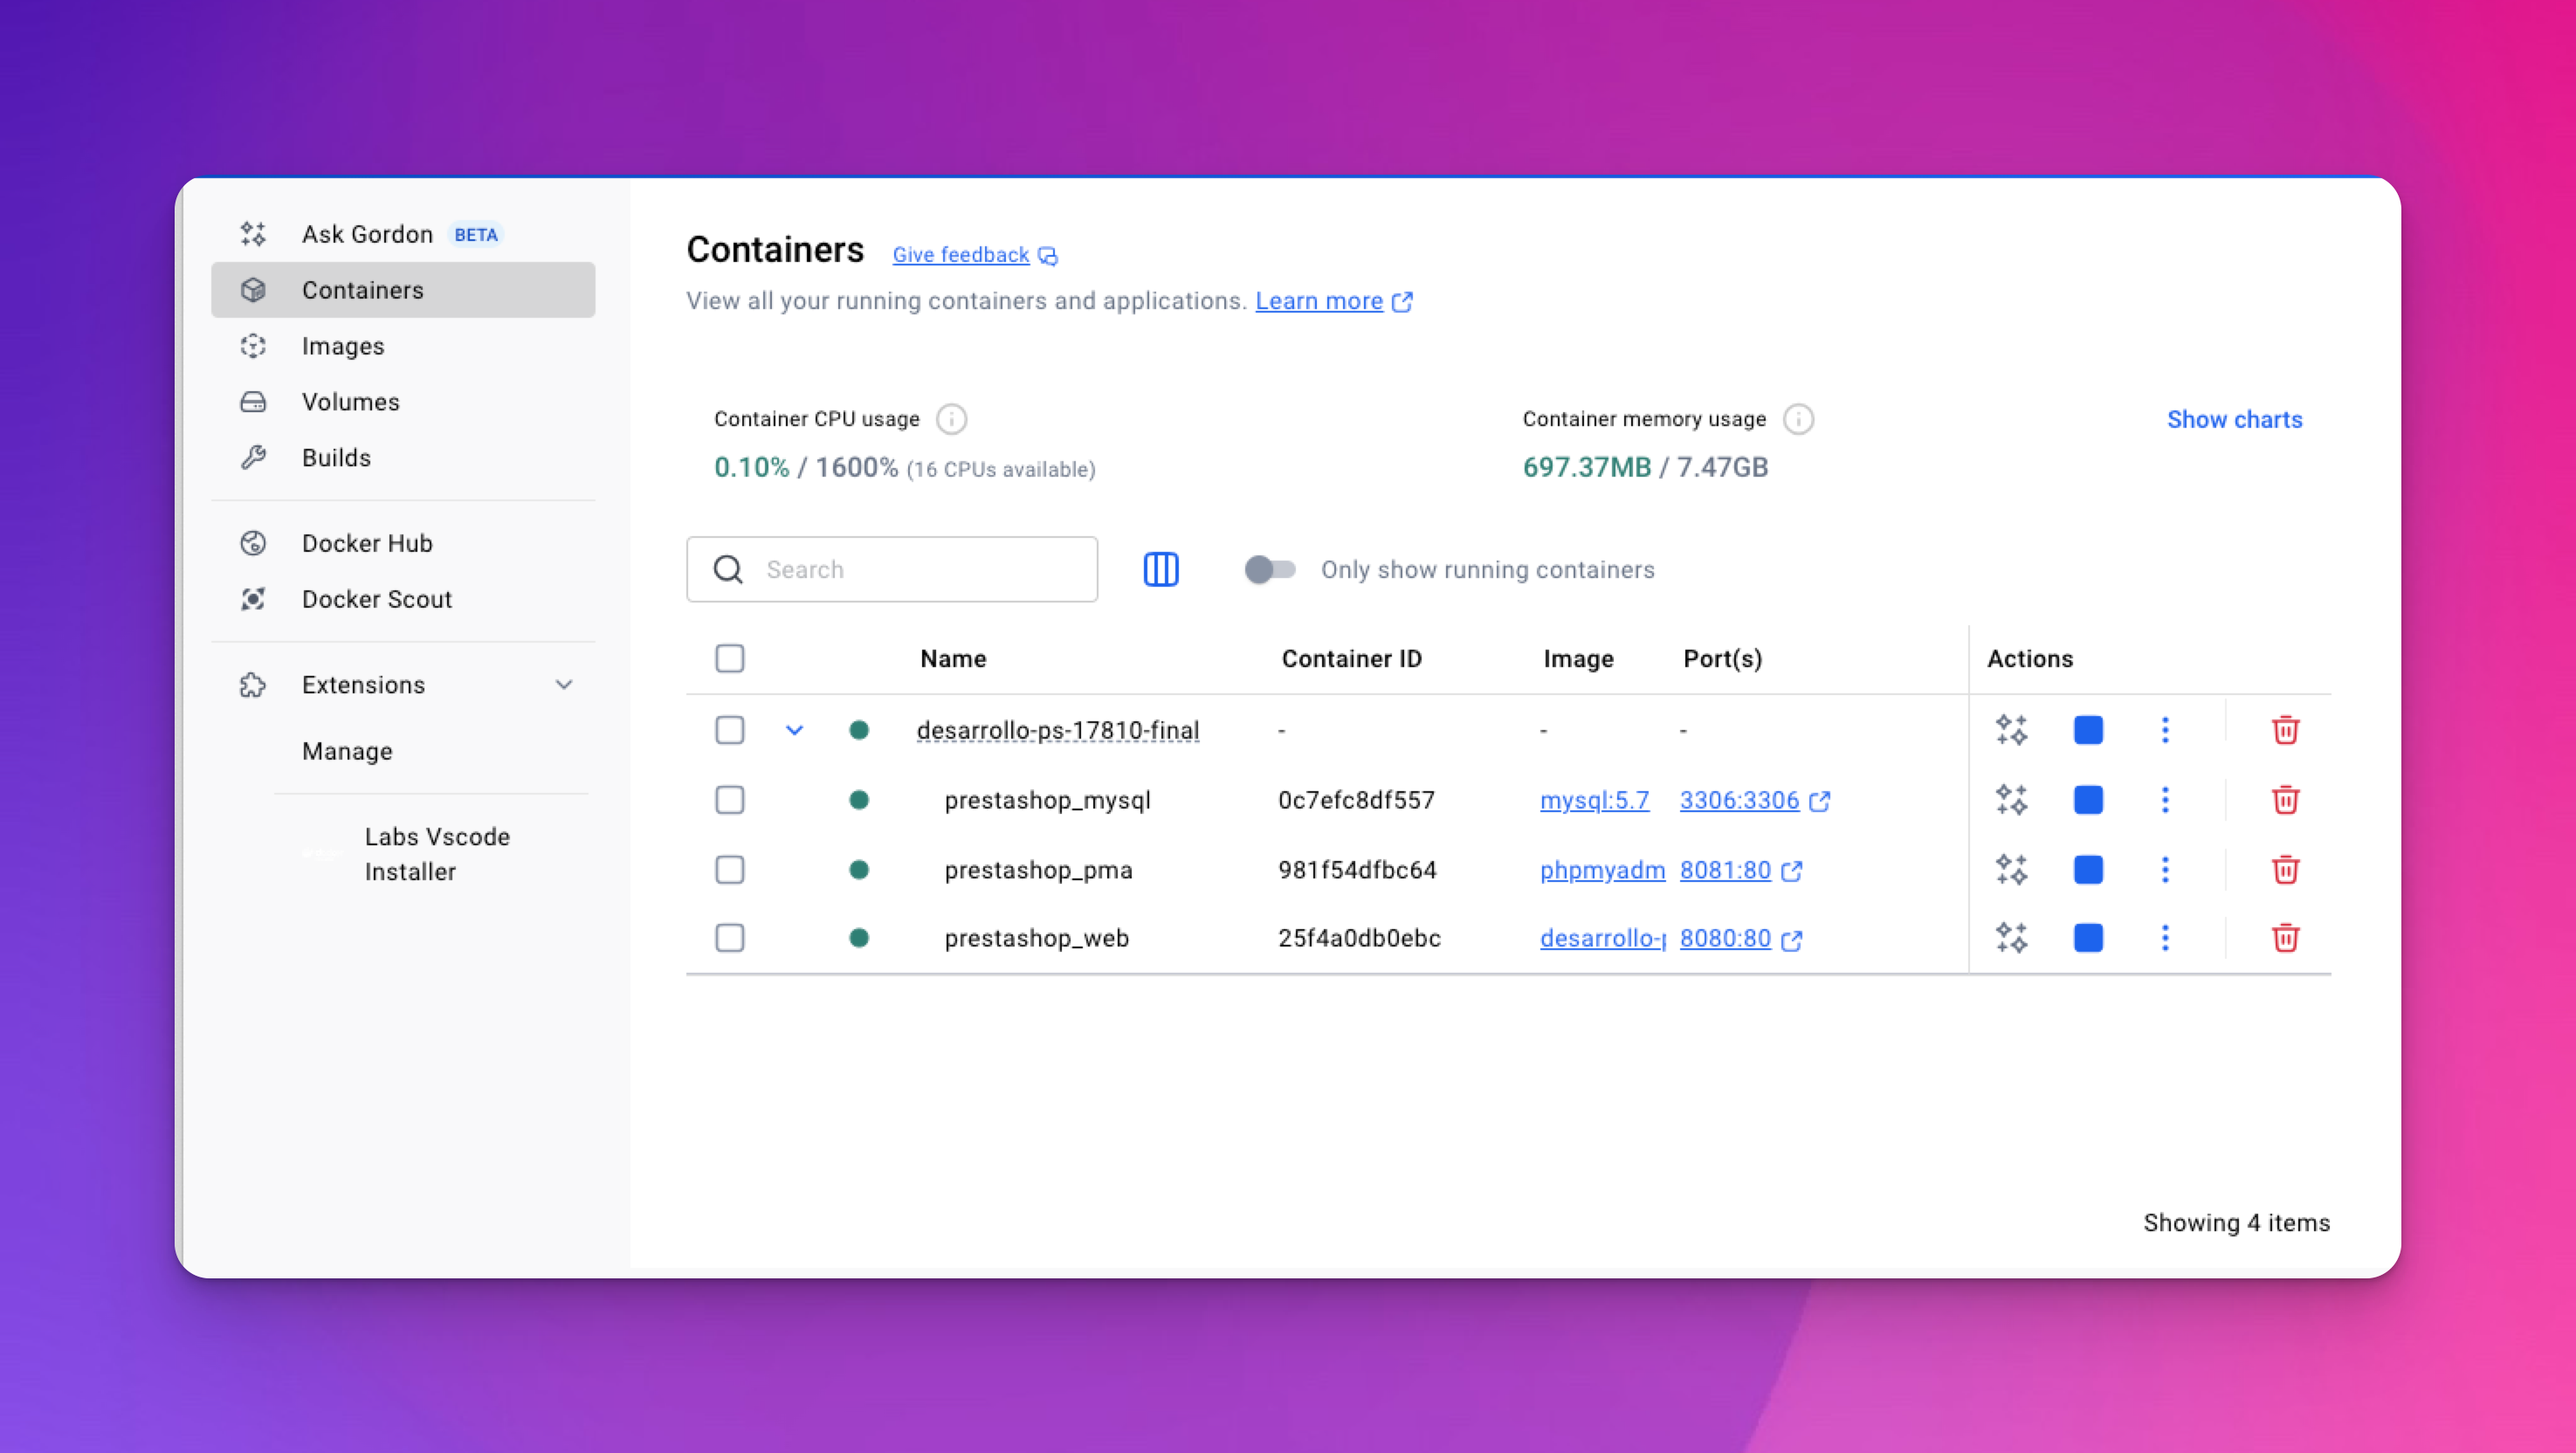 Ask Gordon BETA
Containers
Images
Volumes
Builds
Docker Hub
Docker Scout
Extensions
Manage
Labs Vscode
Installer
Containers Give feedback
View all your running containers and applications. Learn more
Container CPU usage
0.10% / 1600% (16 CPUs available)
Container memory usage
697.37MB / 7.47GB
Show charts
Search
Only show running containers
Name Container ID Image Port(s) Actions
desarrollo-ps-17810-final - - -
prestashop_mysql 0c7efc8df557 mysql:5.7 3306:3306
prestashop_pma 981f54dfbc64 phpmyadm 8081:80
prestashop_web 25f4a0db0ebc desarrollo-p 8080:80
Showing 4 items